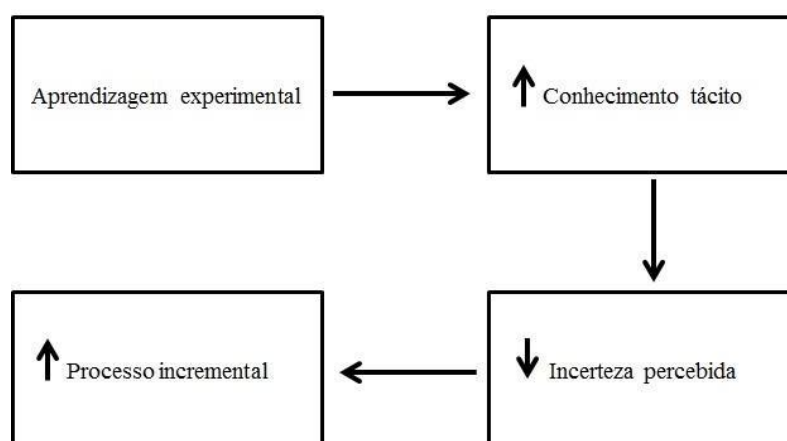 Aprendizagem experimental
Conhecimento tácito
Processo incremental
Incerteza percebida